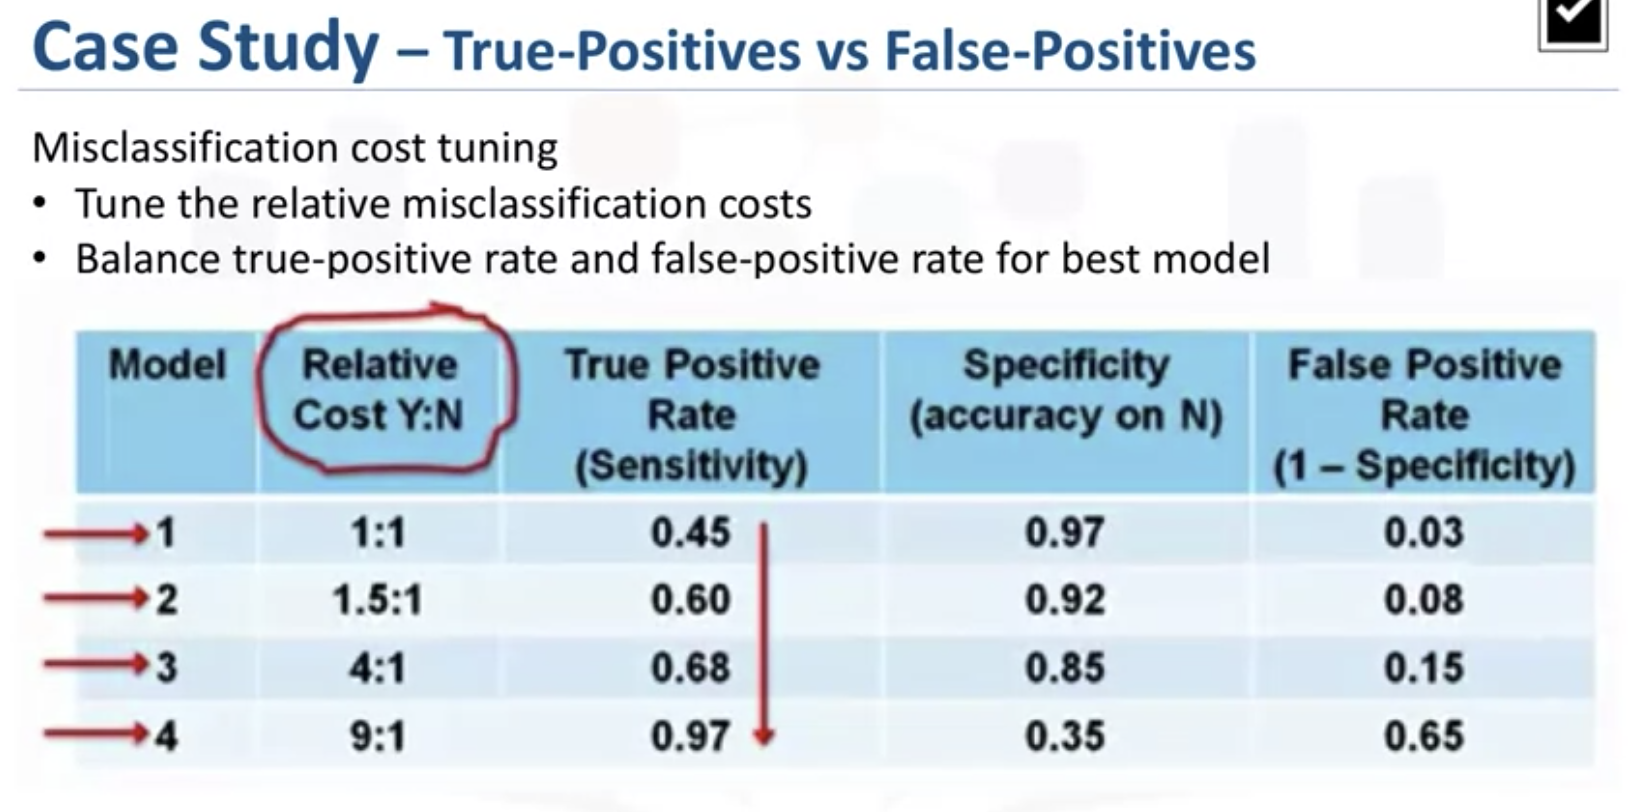 Case Study – True-Positives vs False-Positives
Misclassification cost tuning
• Tune the relative misclassification costs
• Balance true-positive rate and false-positive rate for best model
Model Relative Cost Y:N True Positive Rate (Sensitivity) Specificity (accuracy on N) False Positive Rate (1 – Specificity)
1 1:1 0.45 0.97 0.03
2 1.5:1 0.60 0.92 0.08
3 4:1 0.68 0.85 0.15
4 9:1 0.97 0.35 0.65